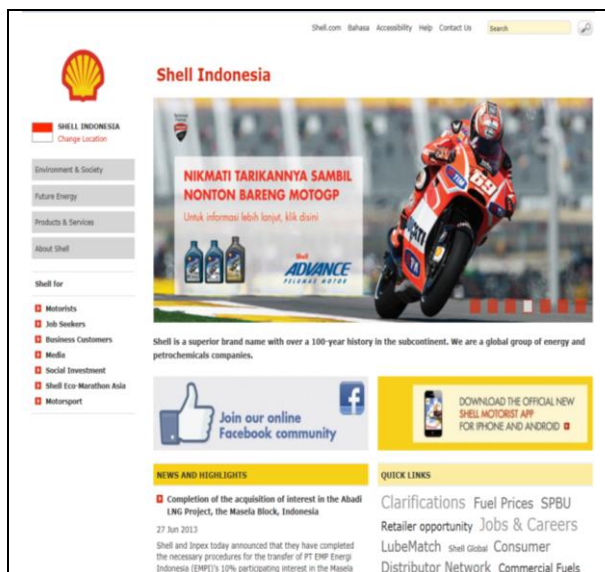 Shell.com Bahasa Accessibility Help Contact Us Search
Shell Indonesia
SHELL INDONESIA
Change Location
Environment & Society
Future Energy
Products & Services
About Shell
Shell for
Motorists
Job Seekers
Business Customers
Media
Social Investment
Shell Eco-Marathon Asia
Motorsport
NIKMATI TARIKANNYA SAMBIL
NONTON BARENG MOTOGP
Untuk informasi lebih lanjut, klik disini
Shell
ADVANCE
PELUMAS MOTOR
TIM
69
TIM
TIM
Shell is a superior brand name with over a 100-year history in the subcontinent. We are a global group of energy and
petrochemicals companies.
Join our online
Facebook community
DOWNLOAD THE OFFICIAL NEW
SHELL MOTORIST APP
FOR IPHONE AND ANDROID
NEWS AND HIGHLIGHTS
Completion of the acquisition of interest in the Abadi
LNG Project, the Masela Block, Indonesia
27 Jun 2013
Shell and Inpex today announced that they have completed
the necessary procedures for the transfer of PT EMP Energi
Indonesia (EMPI)'s 10% participating interest in the Masela
QUICK LINKS
Clarifications Fuel Prices SPBU
Retailer opportunity Jobs & Careers
LubeMatch Shell Global Consumer
Distributor Network Commercial Fuels